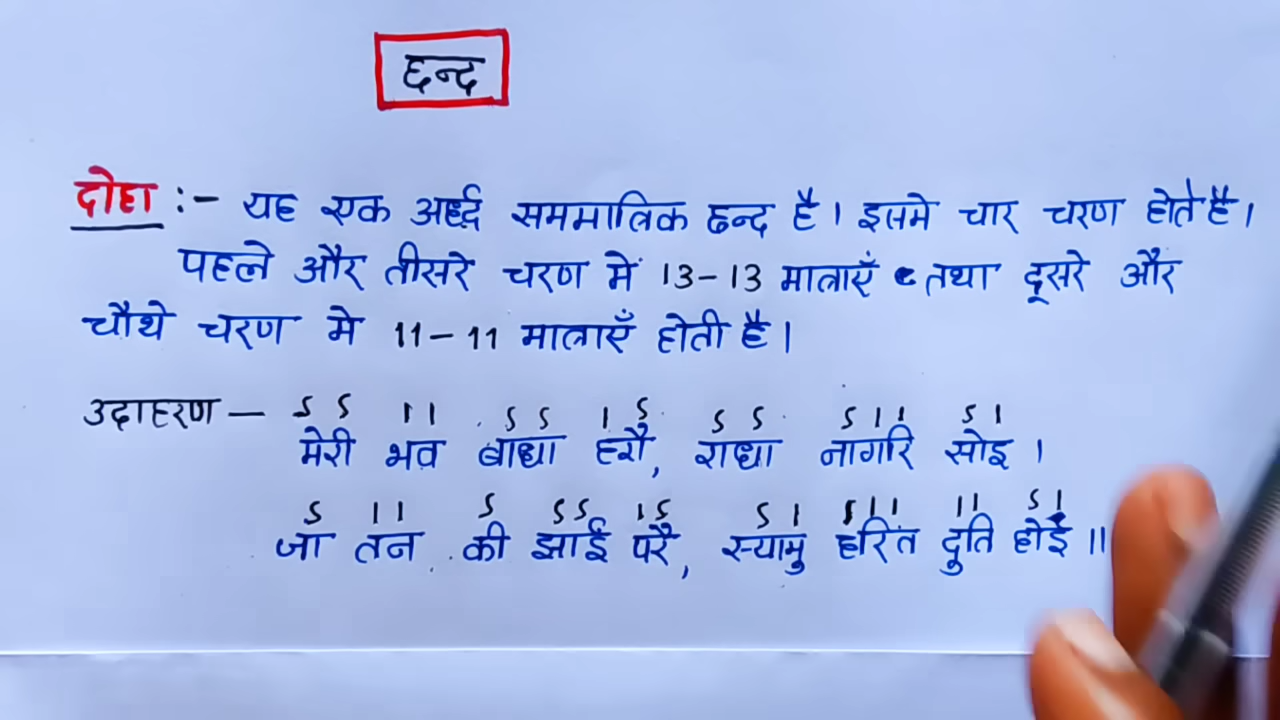 छन्द
दोहा :- यह एक अर्द्ध सममात्रिक छन्द है। इसमे चार चरण होते है।
पहले और तीसरे चरण में 13-13 मात्राएँ तथा दूसरे और
चौथे चरण मे 11-11 मात्राएँ होती है।
उदाहरण — S S I I S S I S S S S I I S I
मेरी भव बाधा हरौ, राधा नागरि सोइ।
S I I S S S I S S I I I I I I S I
जा तन की झाई परै, स्यामु हरित दुति होई॥